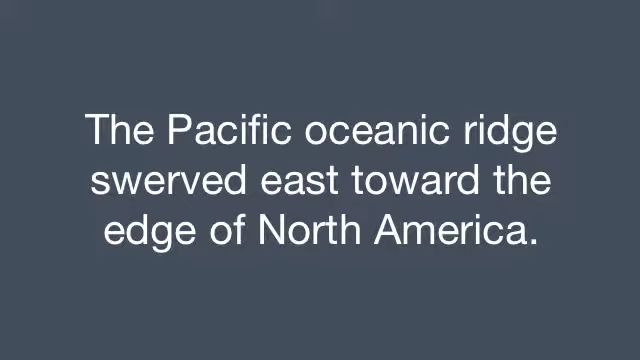 The Pacific oceanic ridge
swerved east toward the
edge of North America.